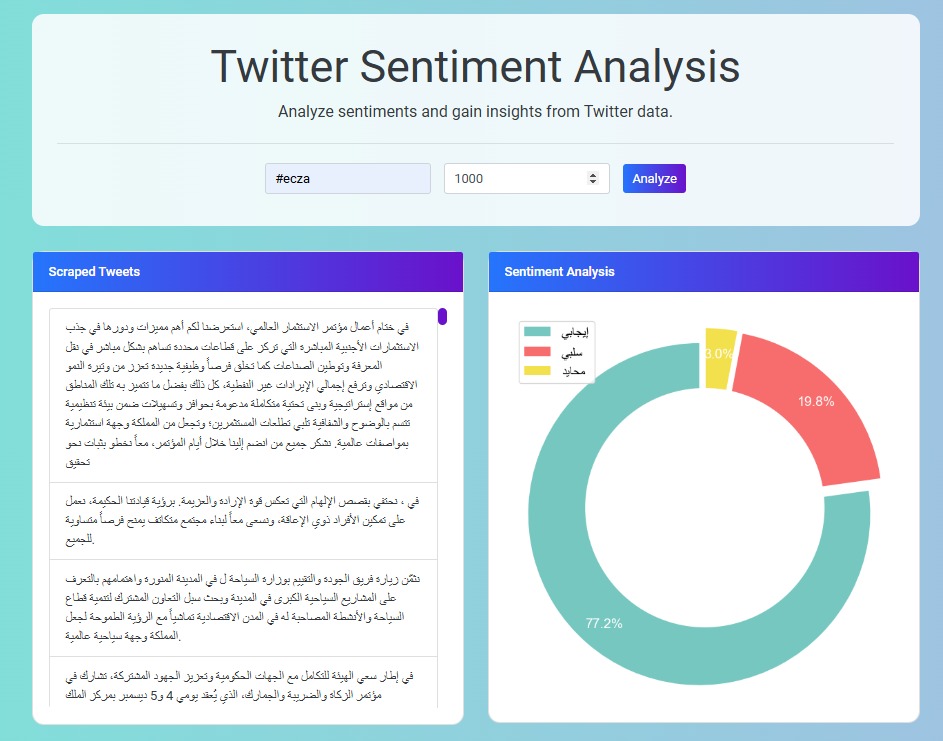 Twitter Sentiment Analysis
Analyze sentiments and gain insights from Twitter data.
#ecza
1000
Analyze
Scraped Tweets
في ختام أعمال مؤتمر الاستثمار العالمي، استعرضنا لكم أهم مميزات ودورها في جذب
الاستثمارات الأجنبية المباشرة التي تركز على قطاعات محددة تساهم بشكل مباشر في نقل
المعرفة وتوطين الصناعات كما تخلق فرصاً وظيفية جديدة تعزز من وتيرة النمو
الاقتصادي وترفع إجمالي الإيرادات غير النفطية، كل ذلك بفضل ما تتميز به تلك المناطق
من مواقع إستراتيجية وبنى تحتية متكاملة مدعومة بحوافز وتسهيلات ضمن بيئة تنظيمية
تتسم بالوضوح والشفافية تلبي تطلعات المستثمرين؛ وتجعل من المملكة وجهة استثمارية
بمواصفات عالمية. نشكر جميع من انضم إلينا خلال أيام المؤتمر، معاً نخطو بثبات نحو
تحقيق
في ، نحتفي بقصص الإلهام التي تعكس قوة الإرادة والعزيمة. برؤية قيادتنا الحكيمة، نعمل
على تمكين الأفراد ذوي الإعاقة، ونسعى معاً لبناء مجتمع متكاتف يمنح فرصاً متساوية
للجميع.
نثمّن زيارة فريق الجودة والتقييم بوزارة السياحة ل في المدينة المنورة واهتمامهم بالتعرف
على المشاريع السياحية الكبرى في المدينة وبحث سبل التعاون المشترك لتنمية قطاع
السياحة والأنشطة المصاحبة له في المدن الاقتصادية تماشياً مع الرؤية الطموحة لجعل
المملكة وجهة سياحية عالمية.
في إطار سعي الهيئة للتكامل مع الجهات الحكومية وتعزيز الجهود المشتركة، تشارك في
مؤتمر الزكاة والضريبة والجمارك، الذي يُعقد يومي 4 و5 ديسمبر بمركز الملك
Sentiment Analysis
إيجابي
سلبي
محايد
3.0%
19.8%
77.2%